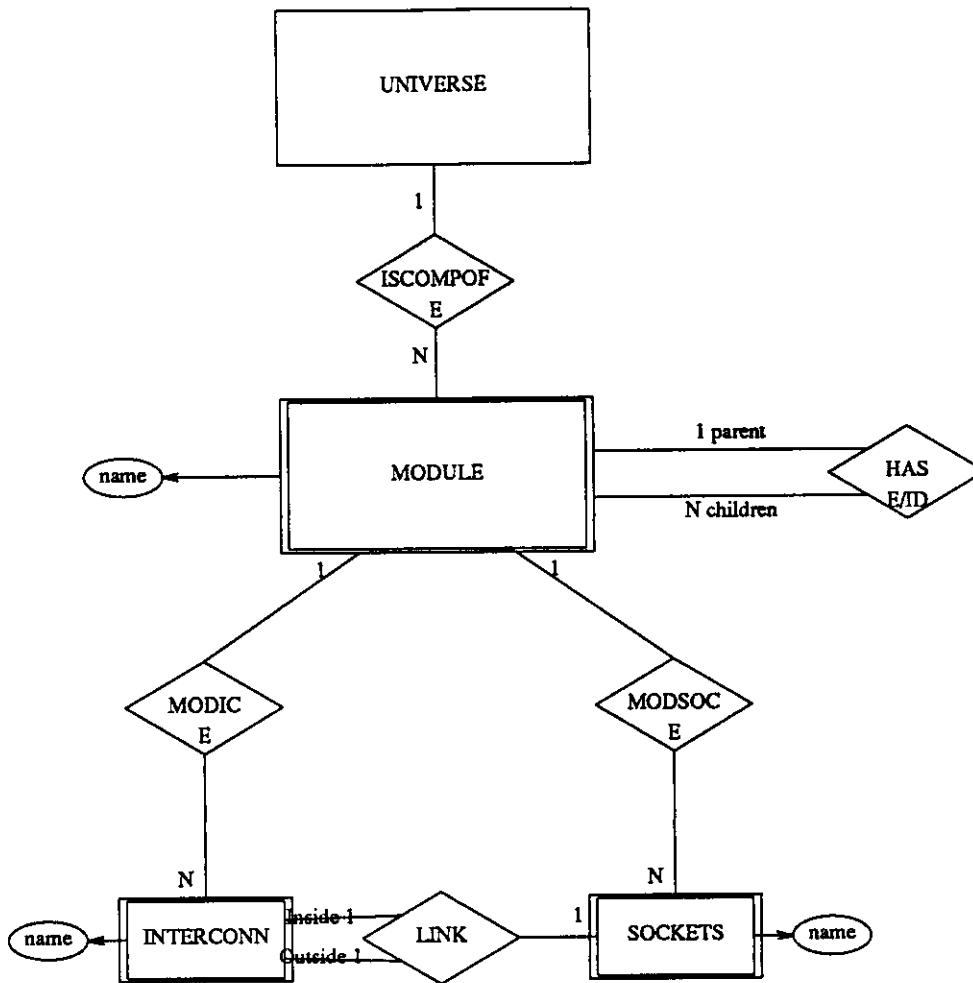 UNIVERSE
1
ISCOMPOF
E
N
1 parent
name
MODULE
HAS
E/ID
N children
1
1
MODIC
E
MODSOC
E
N
N
Inside 1
1
name
INTERCONN
LINK
SOCKETS
name
Outside 1